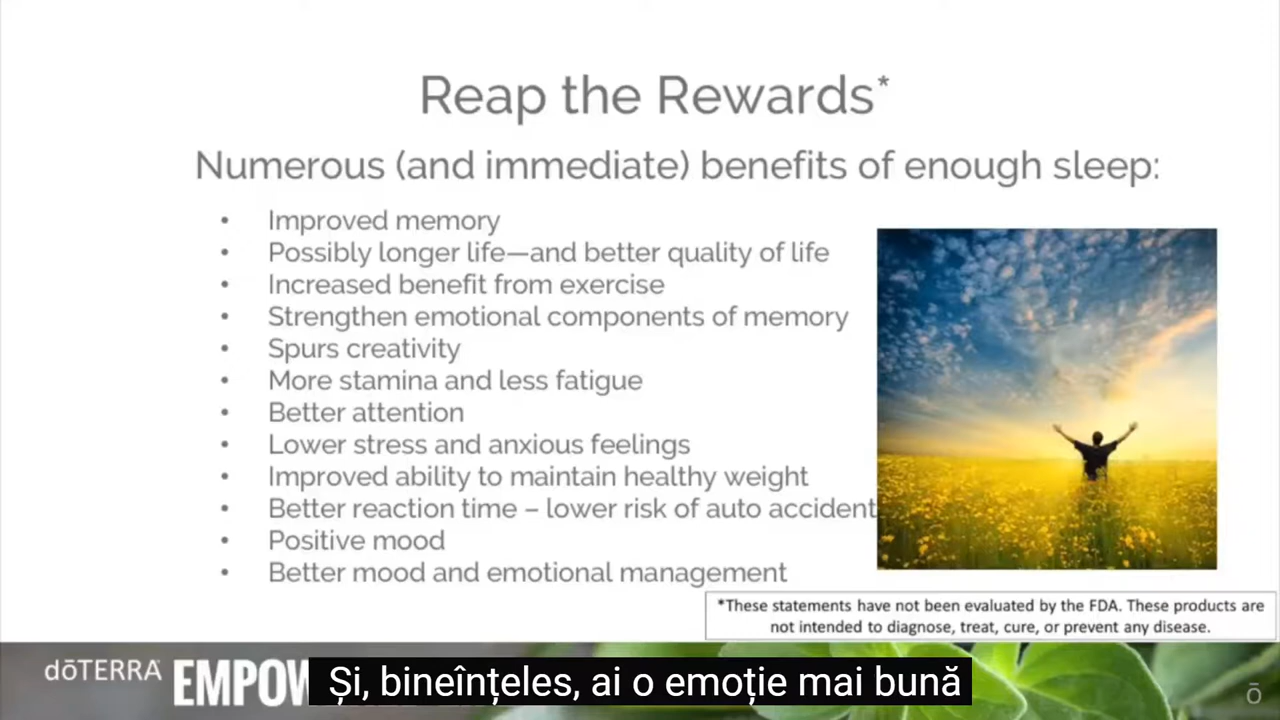 Reap the Rewards*
Numerous (and immediate) benefits of enough sleep:
• Improved memory
• Possibly longer life—and better quality of life
• Increased benefit from exercise
• Strengthen emotional components of memory
• Spurs creativity
• More stamina and less fatigue
• Better attention
• Lower stress and anxious feelings
• Improved ability to maintain healthy weight
• Better reaction time – lower risk of auto accident
• Positive mood
• Better mood and emotional management
*These statements have not been evaluated by the FDA. These products are
not intended to diagnose, treat, cure, or prevent any disease.
dōTERRA EMPOW
Și, bineînțeles, ai o emoție mai bună
ō